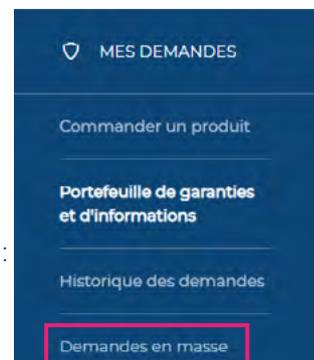 MES DEMANDES
Commander un produit
Portefeuille de garanties
et d'informations
:
Historique des demandes
Demandes en masse